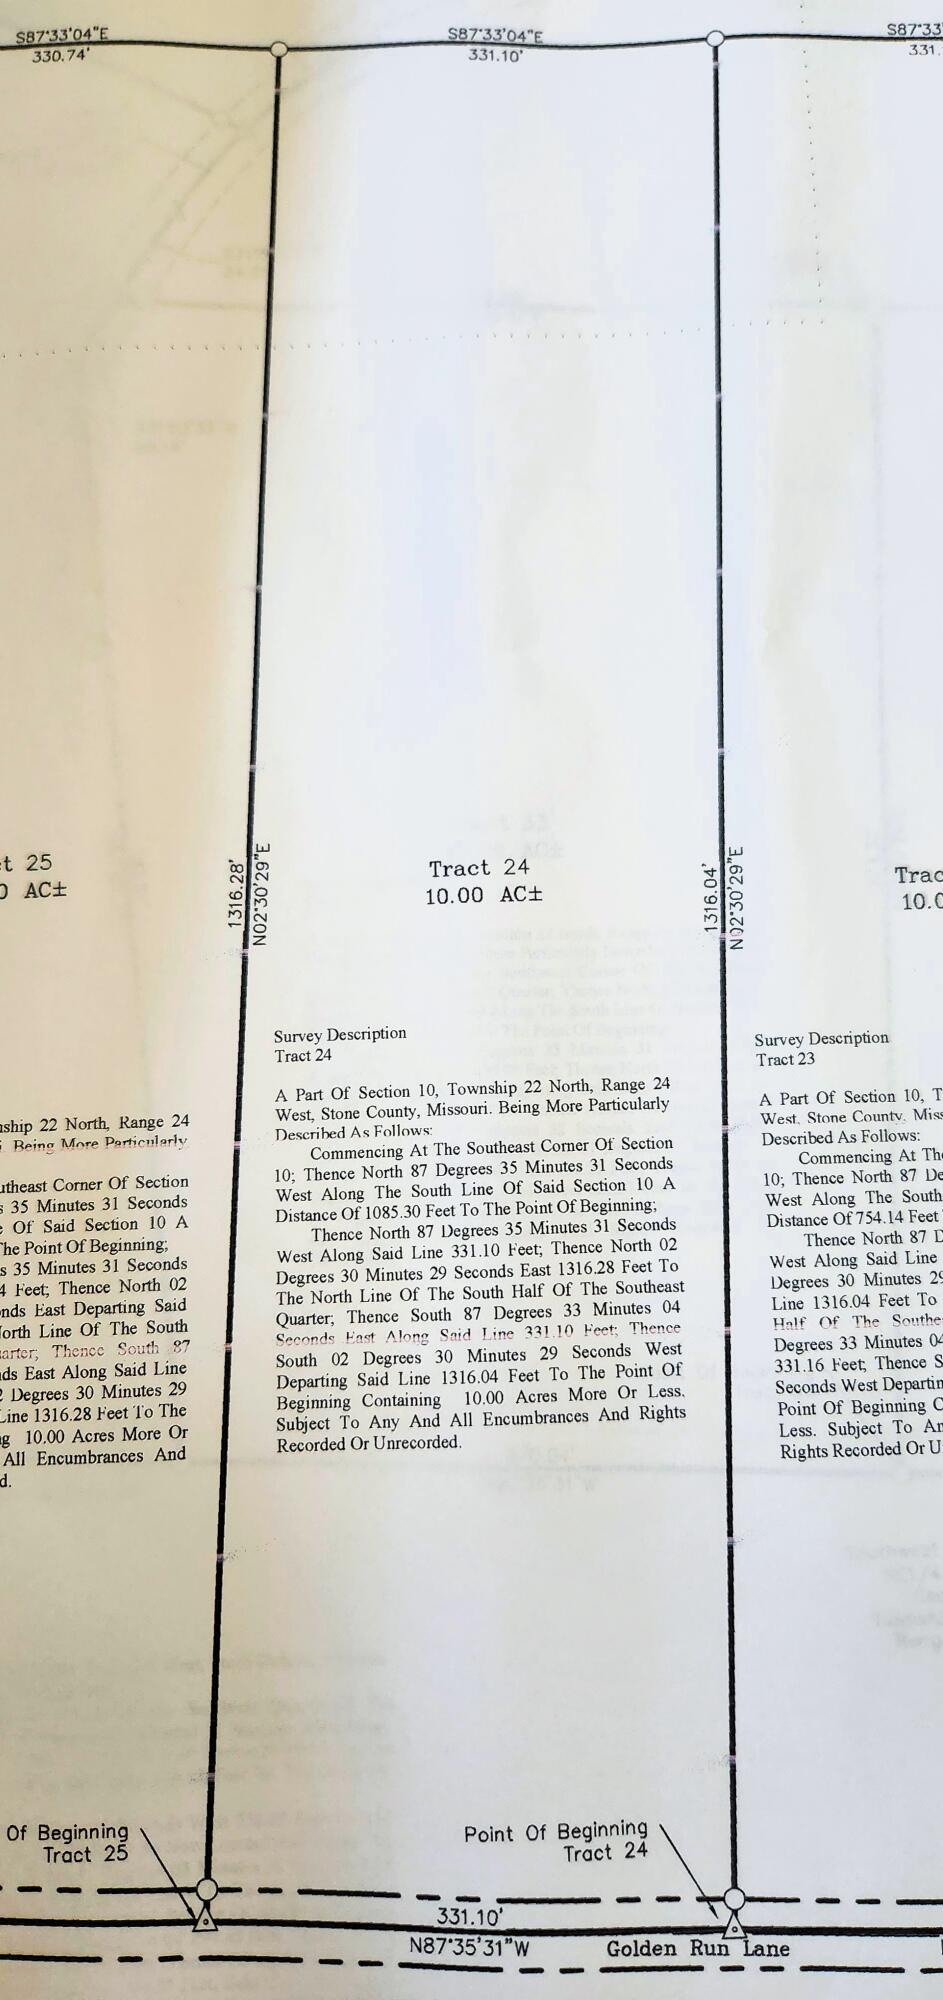 S87°33'04"E
330.74'
S87°33'04"E
331.10'
S87°33
331.
t 25
0 AC±
1316.28'
N02°30'29"E
Tract 24
10.00 AC±
1316.04'
N02°30'29"E
Trac
10.0
nship 22 North, Range 24
Being More Particularly
utheast Corner Of Section
s 35 Minutes 31 Seconds
e Of Said Section 10 A
The Point Of Beginning;
s 35 Minutes 31 Seconds
4 Feet; Thence North 02
nds East Departing Said
orth Line Of The South
uarter; Thence South 87
ds East Along Said Line
2 Degrees 30 Minutes 29
Line 1316.28 Feet To The
g 10.00 Acres More Or
All Encumbrances And
d.
Survey Description
Tract 24
A Part Of Section 10, Township 22 North, Range 24
West, Stone County, Missouri. Being More Particularly
Described As Follows:
Commencing At The Southeast Corner Of Section
10; Thence North 87 Degrees 35 Minutes 31 Seconds
West Along The South Line Of Said Section 10 A
Distance Of 1085.30 Feet To The Point Of Beginning;
Thence North 87 Degrees 35 Minutes 31 Seconds
West Along Said Line 331.10 Feet; Thence North 02
Degrees 30 Minutes 29 Seconds East 1316.28 Feet To
The North Line Of The South Half Of The Southeast
Quarter; Thence South 87 Degrees 33 Minutes 04
Seconds East Along Said Line 331.10 Feet; Thence
South 02 Degrees 30 Minutes 29 Seconds West
Departing Said Line 1316.04 Feet To The Point Of
Beginning Containing 10.00 Acres More Or Less.
Subject To Any And All Encumbrances And Rights
Recorded Or Unrecorded.
Survey Description
Tract 23
A Part Of Section 10, T
West, Stone County, Miss
Described As Follows:
Commencing At The
10; Thence North 87 De
West Along The South
Distance Of 754.14 Feet
Thence North 87 D
West Along Said Line
Degrees 30 Minutes 29
Line 1316.04 Feet To
Half Of The Southe
Degrees 33 Minutes 04
331.16 Feet; Thence S
Seconds West Departin
Point Of Beginning C
Less. Subject To An
Rights Recorded Or U
Of Beginning
Tract 25
Point Of Beginning
Tract 24
331.10'
N87°35'31"W
Golden Run Lane